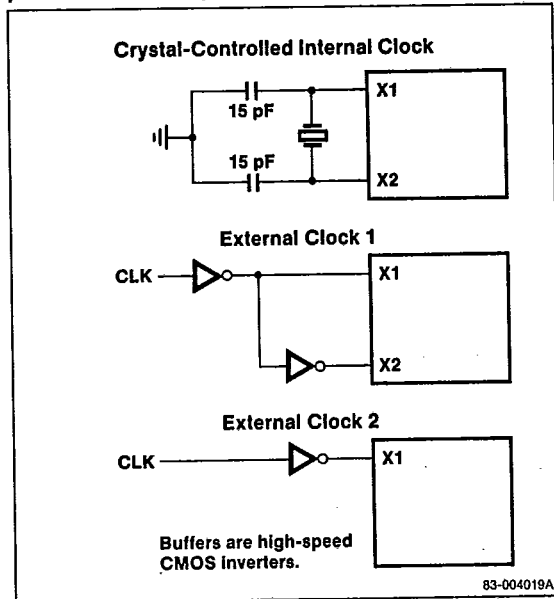 Crystal-Controlled Internal Clock
X1
15 pF
15 pF
X2
External Clock 1
CLK
X1
X2
External Clock 2
CLK
X1
Buffers are high-speed
CMOS inverters.
83-004019A